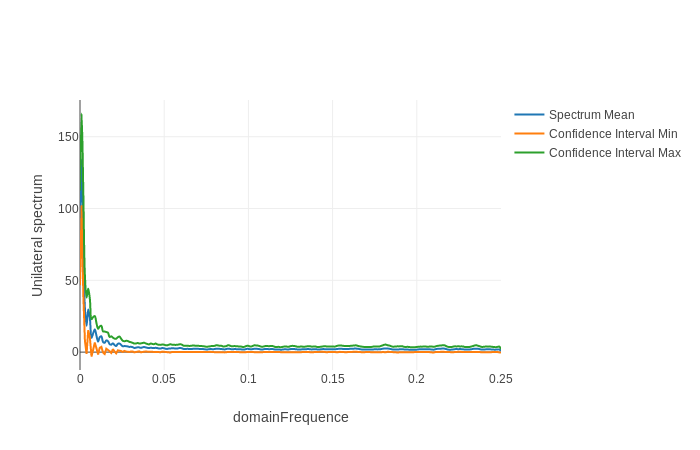 Spectrum Mean
Confidence Interval Min
Confidence Interval Max
Unilateral spectrum
150
100
50
0
0 0.05 0.1 0.15 0.2 0.25
domainFrequence